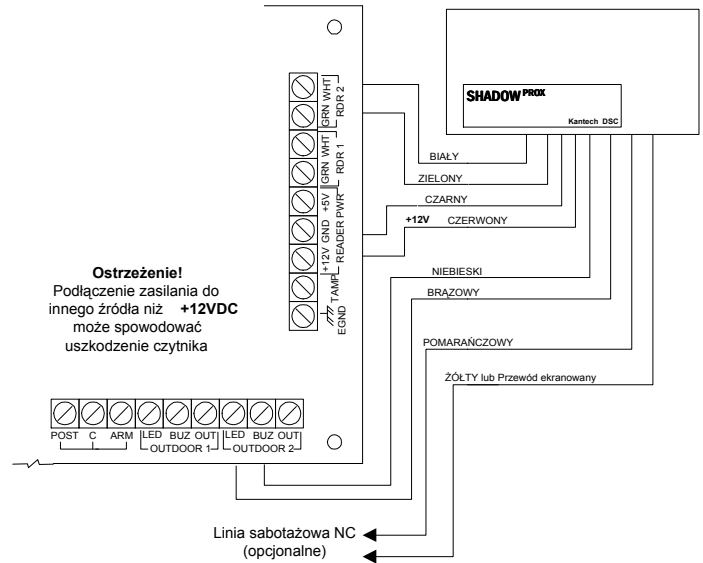 SHADOW PROX
Kantech DSC
GRN WHT
RDR 2
GRN WHT
RDR 1
+12V GND +5V
READER PWR
TAMP
EGND
BIAŁY
ZIELONY
CZARNY
+12V CZERWONY
NIEBIESKI
BRĄZOWY
POMARAŃCZOWY
ŻÓŁTY lub Przewód ekranowany
Ostrzeżenie!
Podłączenie zasilania do
innego źródła niż +12VDC
może spowodować
uszkodzenie czytnika
POST C ARM LED BUZ OUT LED BUZ OUT
OUTDOOR 1 OUTDOOR 2
Linia sabotażowa NC
(opcjonalne)